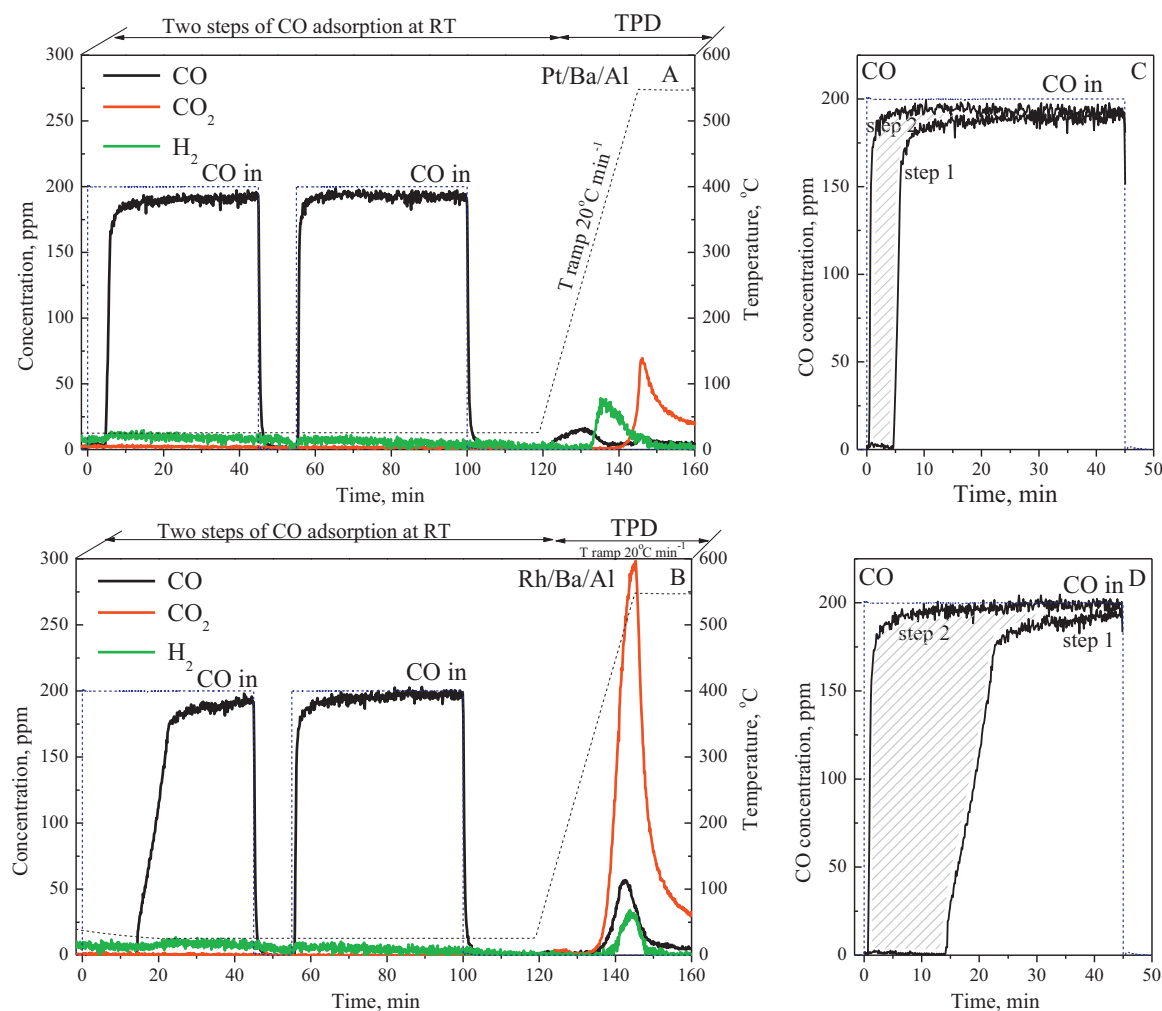 Two steps of CO adsorption at RT
TPD
300
250
200
150
100
50
0
Concentration, ppm
CO
CO₂
H₂
Pt/Ba/Al
A
CO in
CO in
T ramp 20°C min⁻¹
600
500
400
300
200
100
0
Temperature, °C
0 20 40 60 80 100 120 140 160
Time, min
CO
C
CO in
step 2
step 1
200
150
100
50
0
CO concentration, ppm
0 10 20 30 40 50
Time, min
Two steps of CO adsorption at RT
TPD
T ramp 20°C min⁻¹
300
250
200
150
100
50
0
Concentration, ppm
CO
CO₂
H₂
Rh/Ba/Al
B
CO in
CO in
600
500
400
300
200
100
0
Temperature, °C
0 20 40 60 80 100 120 140 160
Time, min
CO
D
CO in
step 2
step 1
200
150
100
50
0
CO concentration, ppm
0 10 20 30 40 50
Time, min